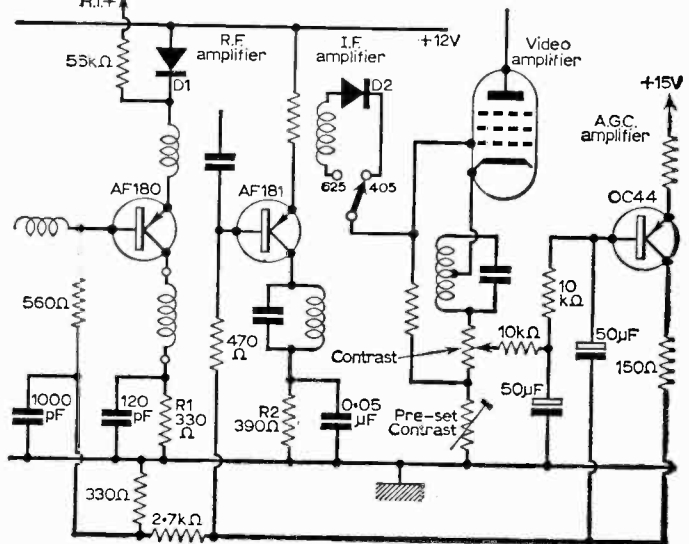 H.T.+
R.F. amplifier
I.F. amplifier
+12V
Video amplifier
+15V
A.G.C. amplifier
56kΩ
D1
D2
625
405
AF180
AF181
OC44
560Ω
470 Ω
10 kΩ
10kΩ
Contrast
50µF
50µF
150Ω
1000 pF
120 pF
R1 330 Ω
R2 390Ω
0·05 µF
Pre-set Contrast
330Ω
2·7kΩ